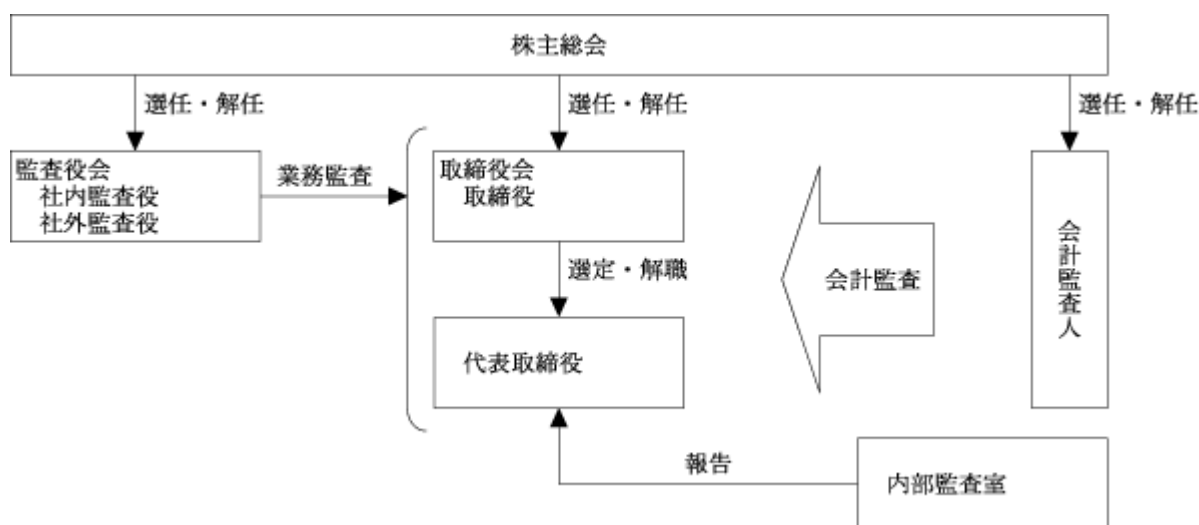 株主総会
選任・解任
選任・解任
選任・解任
監査役会
社内監査役
社外監査役
業務監査
取締役会
取締役
選定・解職
代表取締役
会計監査
会計監査人
報告
内部監査室